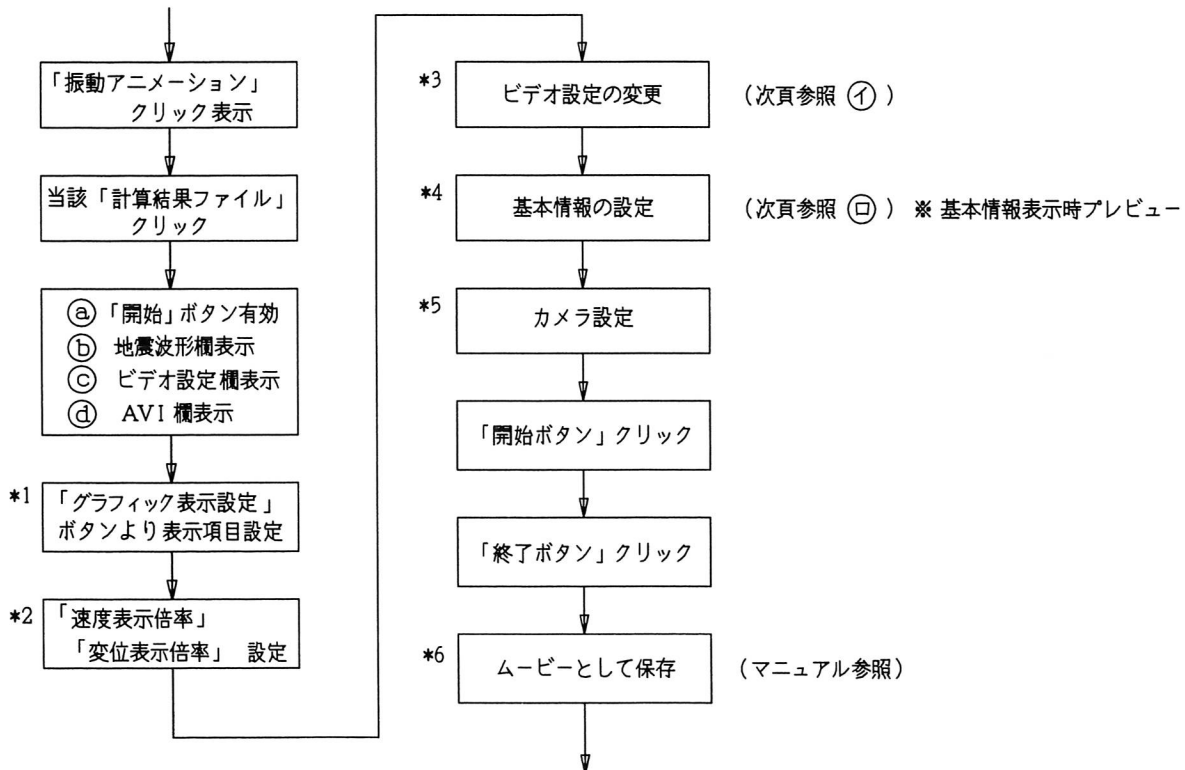 「振動アニメーション」
クリック表示
当該「計算結果ファイル」
クリック
ⓐ「開始」ボタン有効
ⓑ 地震波形欄表示
ⓒ ビデオ設定欄表示
ⓓ AVI 欄表示
*1 「グラフィック表示設定」
ボタンより表示項目設定
*2 「速度表示倍率」
「変位表示倍率」 設定
*3 ビデオ設定の変更 (次頁参照 ㋑ )
*4 基本情報の設定 (次頁参照 ㋺ ) ※ 基本情報表示時プレビュー
*5 カメラ設定
「開始ボタン」クリック
「終了ボタン」クリック
*6 ムービーとして保存 (マニュアル参照)